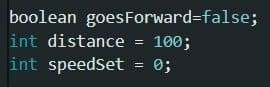 boolean goesForward=false;
int distance = 100;
int speedSet = 0;